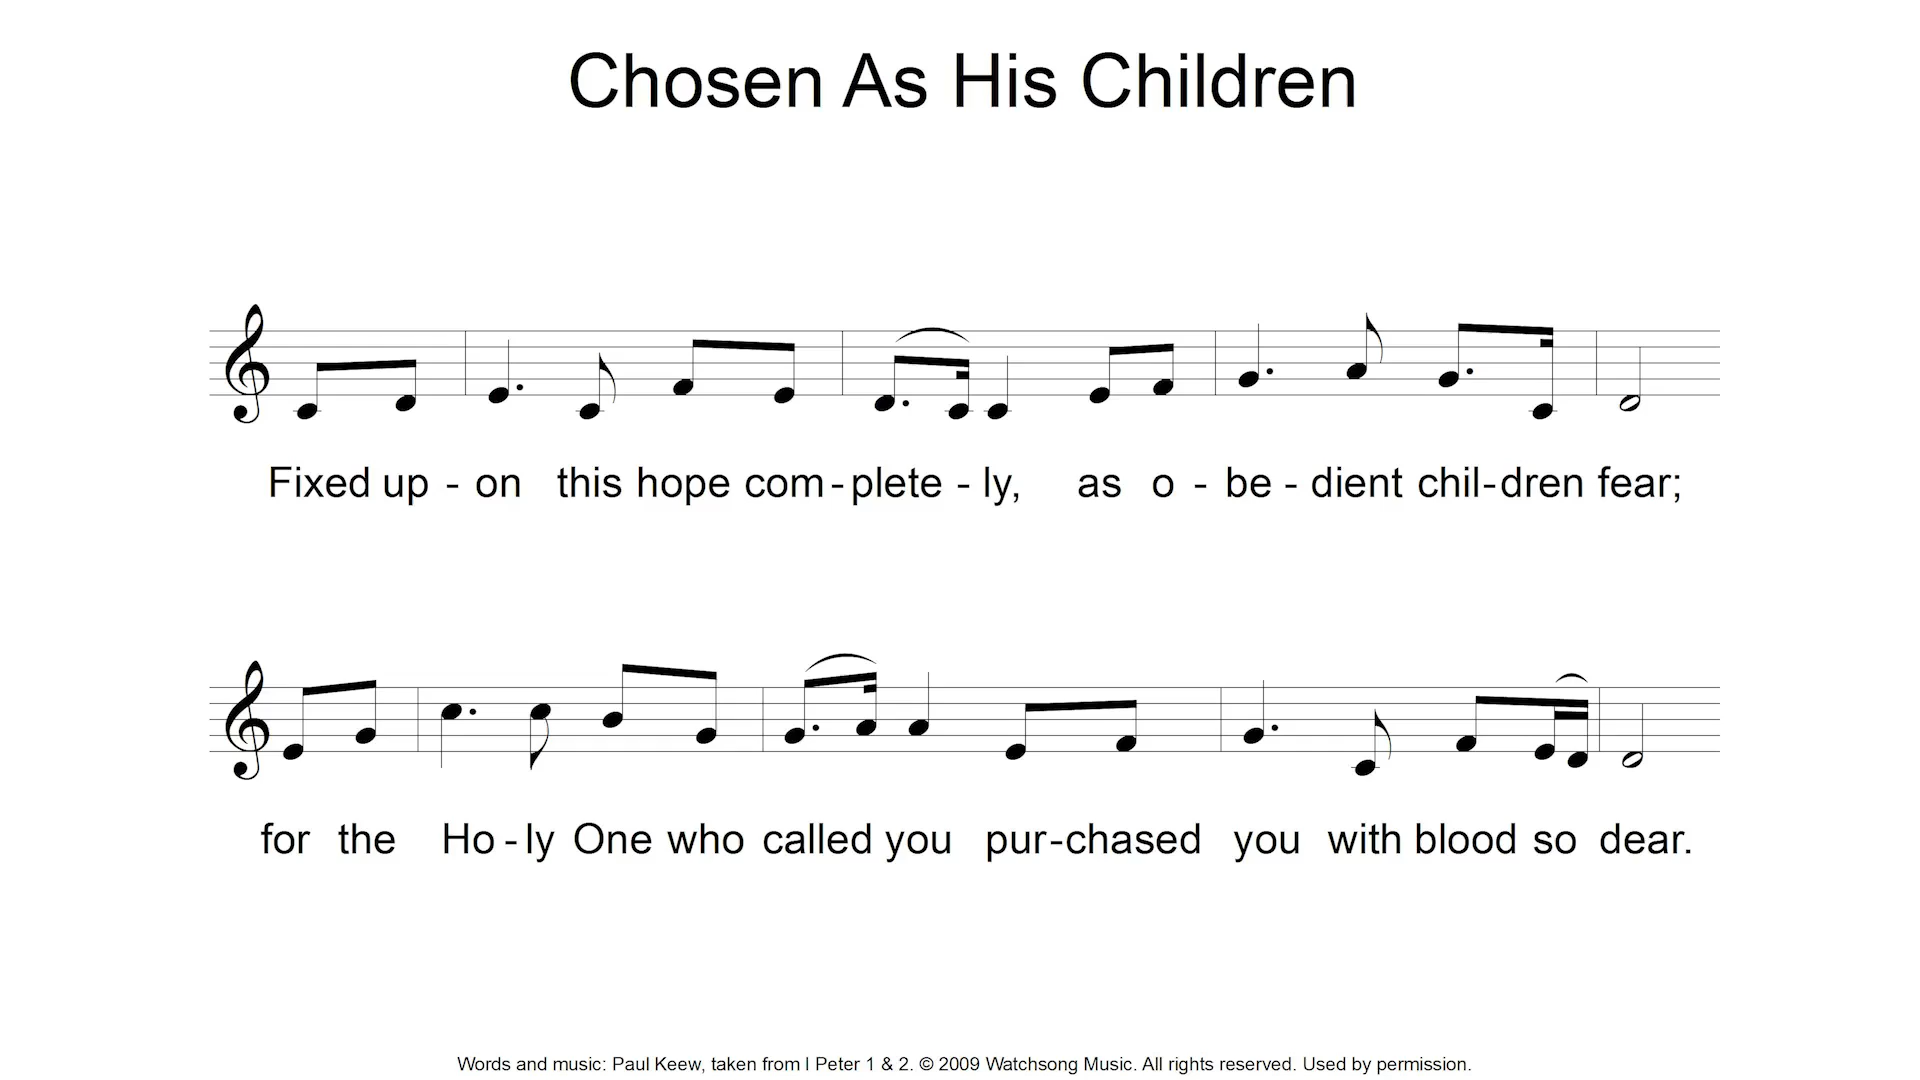 Chosen As His Children
Fixed up - on this hope com - plete - ly, as o - be - dient chil - dren fear;
for the Ho - ly One who called you pur - chased you with blood so dear.
Words and music: Paul Keew, taken from I Peter 1 & 2. © 2009 Watchsong Music. All rights reserved. Used by permission.